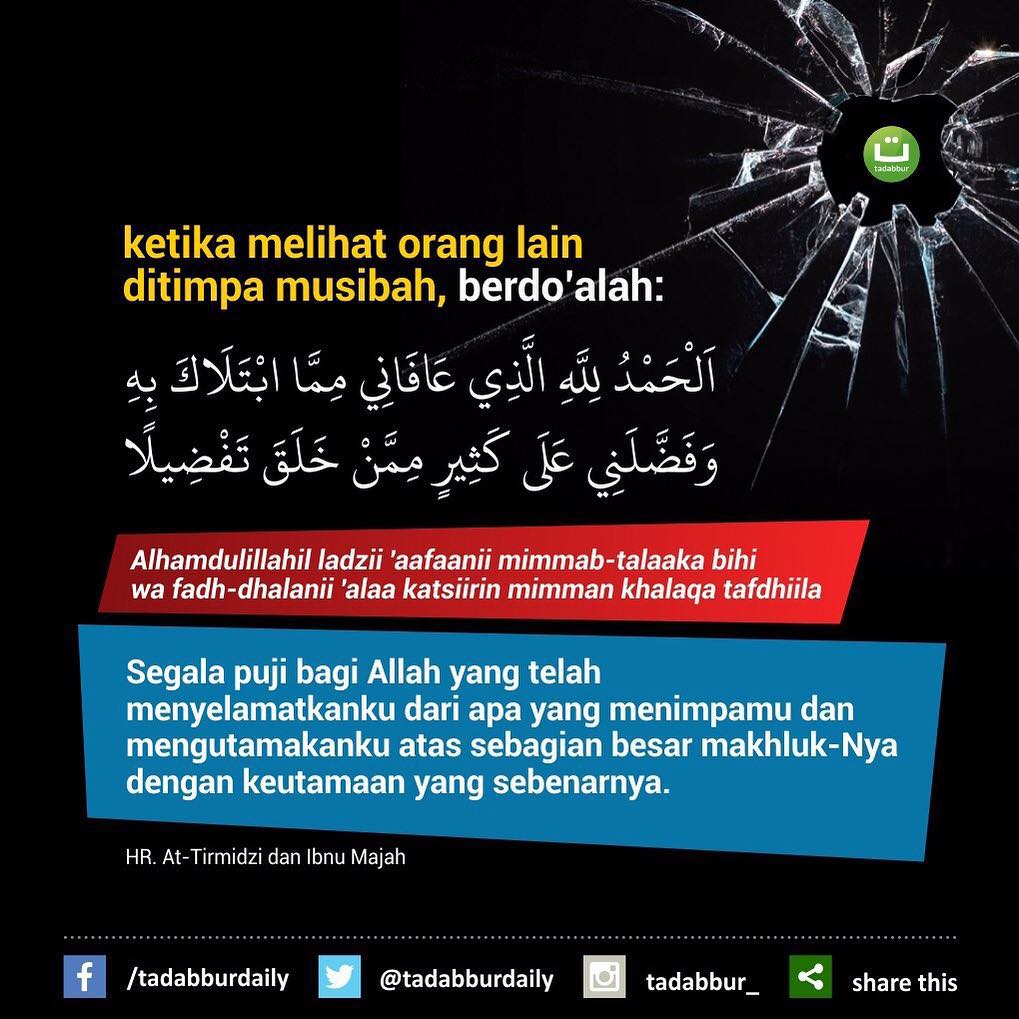 ت
tadabbur
ketika melihat orang lain
ditimpa musibah, berdo'alah:
اَلْحَمْدُ لِلَّهِ الَّذِي عَافَانِي مِمَّا ابْتَلَاكَ بِهِ
وَفَضَّلَنِي عَلَى كَثِيرٍ مِمَّنْ خَلَقَ تَفْضِيلًا
Alhamdulillahil ladzii 'aafaanii mimmab-talaaka bihi
wa fadh-dhalanii 'alaa katsiirin mimman khalaqa tafdhiila
Segala puji bagi Allah yang telah
menyelamatkanku dari apa yang menimpamu dan
mengutamakanku atas sebagian besar makhluk-Nya
dengan keutamaan yang sebenarnya.
HR. At-Tirmidzi dan Ibnu Majah
f /tadabburdaily @tadabburdaily tadabbur_ share this